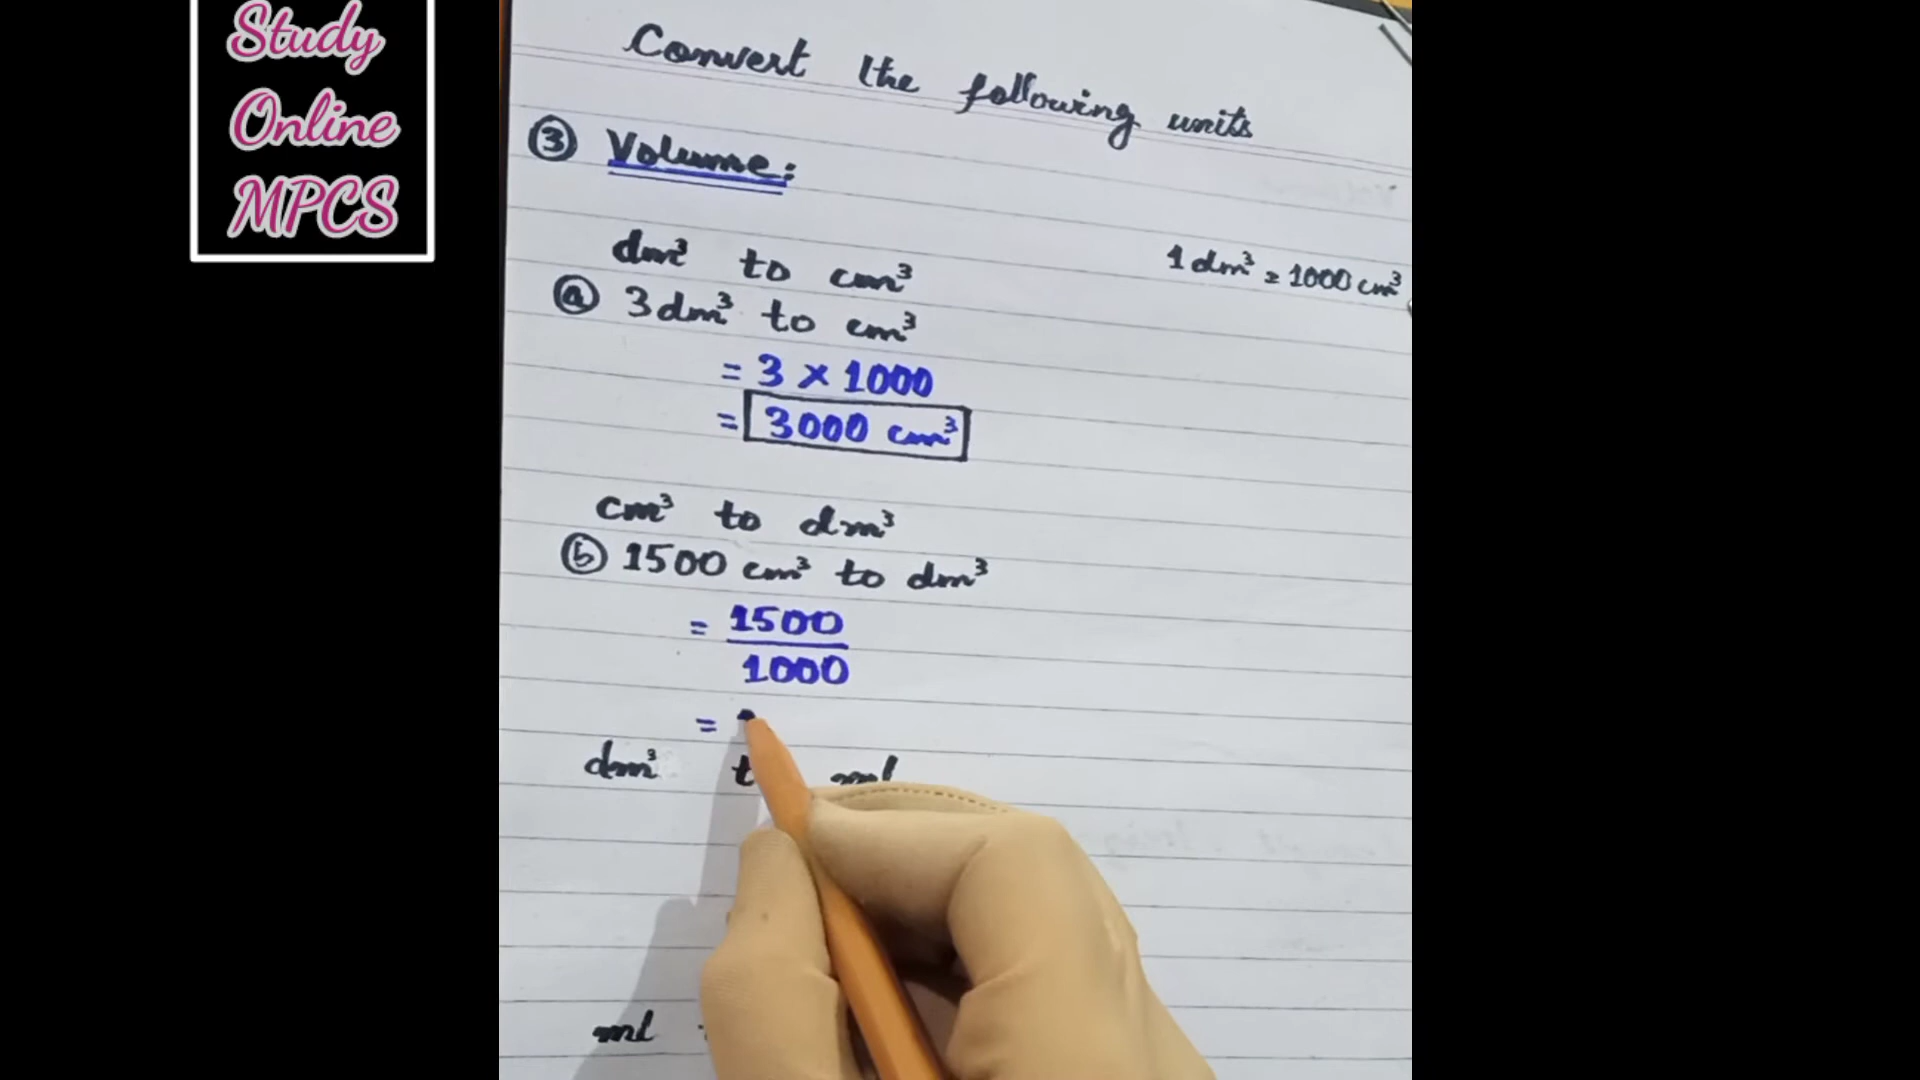 Study
Online
MPCS
Convert the following units
③ Volume:
dm³ to cm³
1 dm³ = 1000 cm³
ⓐ 3dm³ to cm³
= 3 × 1000
= 3000 cm³
cm³ to dm³
ⓑ 1500 cm³ to dm³
= 1500
1000
=
dm³ ml
ml